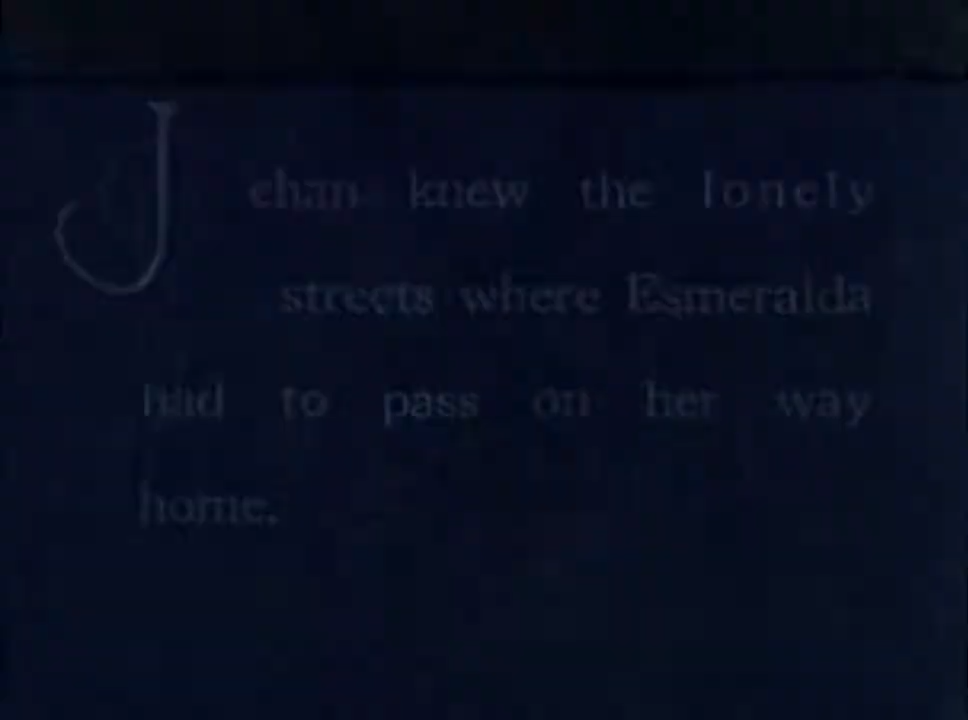 Jehan knew the lonely
streets where Esmeralda
had to pass on her way
home.